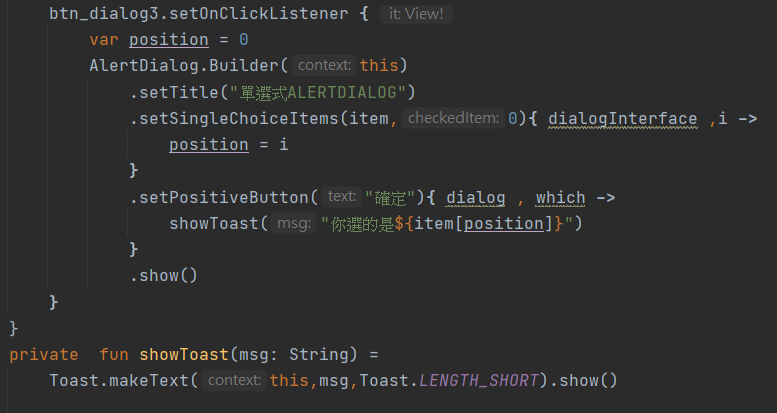 btn_dialog3.setOnClickListener { it: View!
var position = 0
AlertDialog.Builder( context: this)
.setTitle("單選式ALERTDIALOG")
.setSingleChoiceItems(item, checkedItem: 0){ dialogInterface ,i ->
position = i
}
.setPositiveButton( text: "確定"){ dialog , which ->
showToast( msg: "你選的是${item[position]}")
}
.show()
}
}
private  fun showToast(msg: String) =
Toast.makeText( context: this,msg,Toast.LENGTH_SHORT).show()